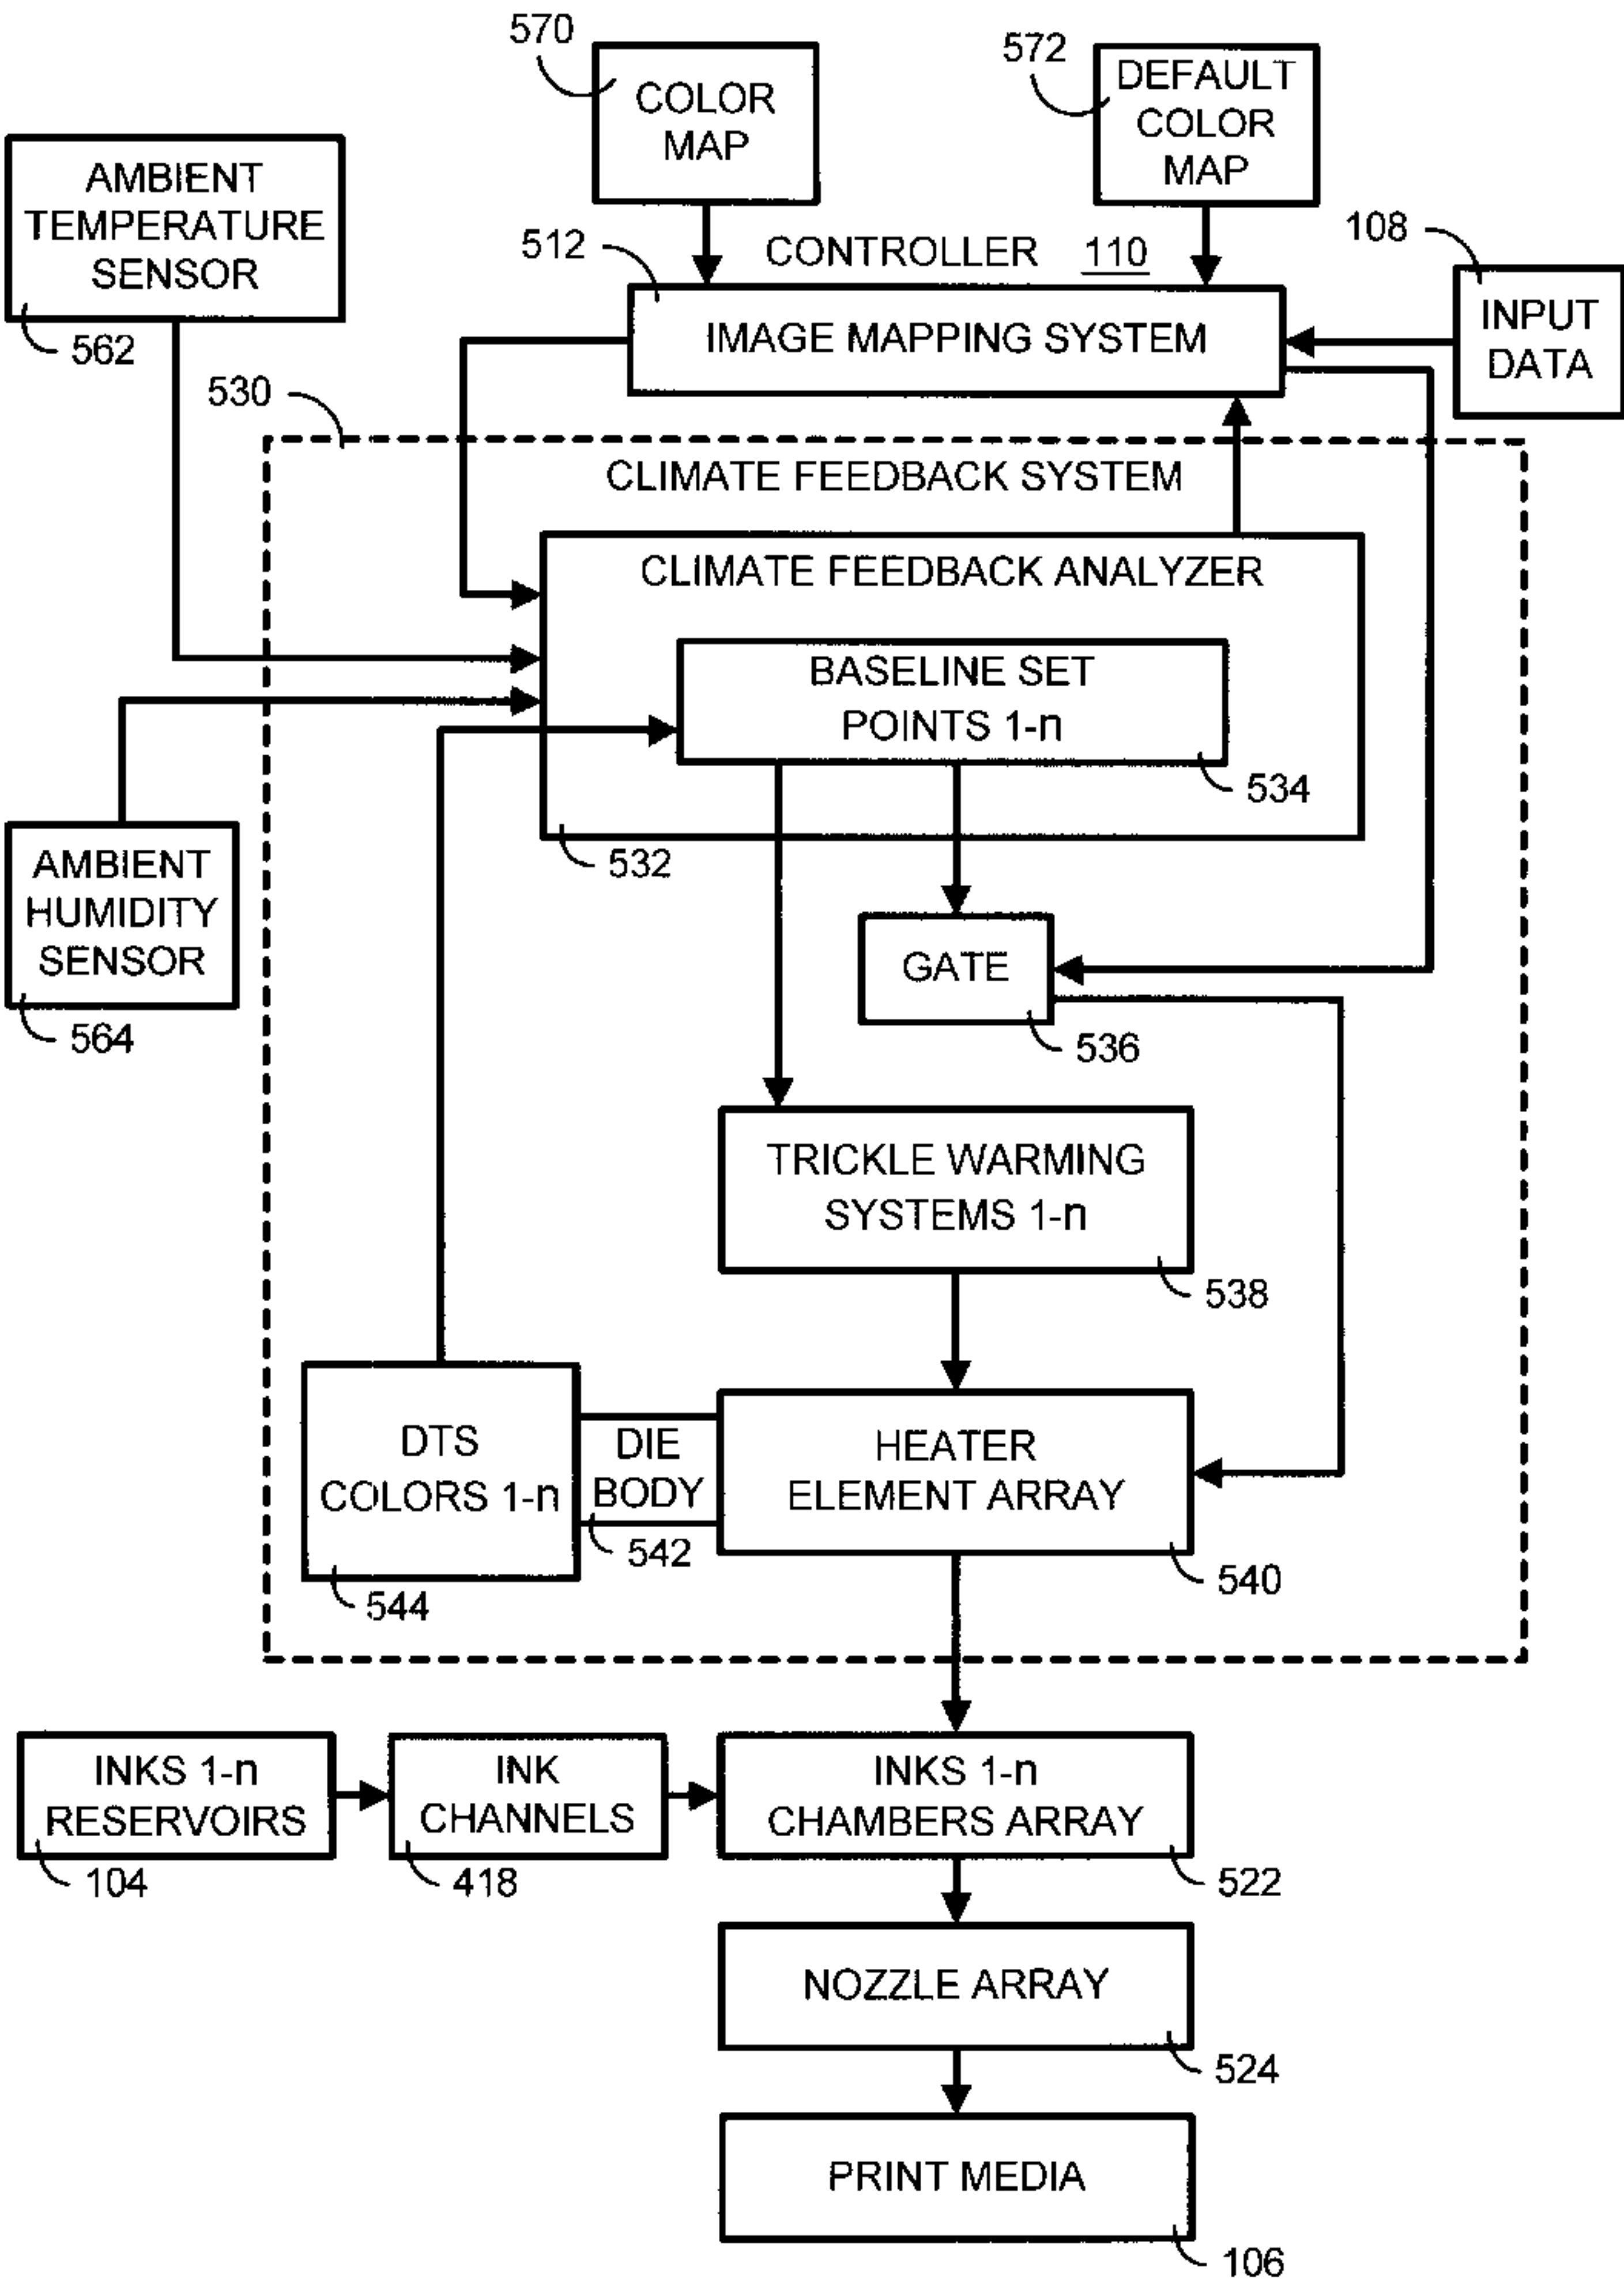 570
COLOR
MAP
572
DEFAULT
COLOR
MAP
AMBIENT
TEMPERATURE
SENSOR
562
512
CONTROLLER 110
108
INPUT
DATA
IMAGE MAPPING SYSTEM
530
CLIMATE FEEDBACK SYSTEM
CLIMATE FEEDBACK ANALYZER
BASELINE SET
POINTS 1-n
534
532
AMBIENT
HUMIDITY
SENSOR
564
GATE
536
TRICKLE WARMING
SYSTEMS 1-n
538
DTS
COLORS 1-n
544
DIE
BODY
542
HEATER
ELEMENT ARRAY
540
INKS 1-n
RESERVOIRS
104
INK
CHANNELS
418
INKS 1-n
CHAMBERS ARRAY
522
NOZZLE ARRAY
524
PRINT MEDIA
106